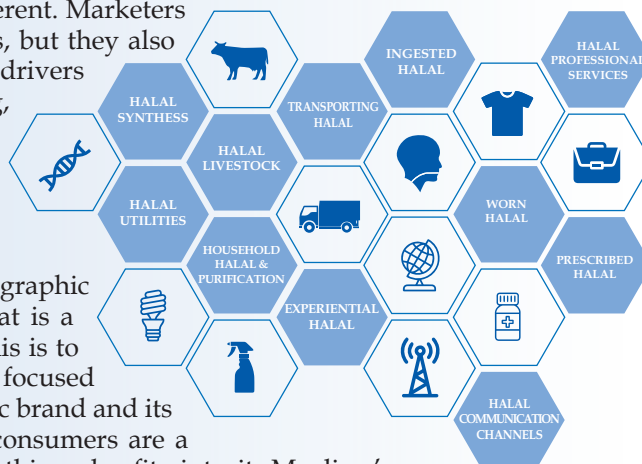 erent. Marketers
s, but they also
drivers
g,
graphic
at is a
is is to
focused
c brand and its
consumers are a
INGESTED
HALAL
HALAL
PROFESSIONAL
SERVICES
HALAL
SYNTHESS
TRANSPORTING
HALAL
HALAL
LIVESTOCK
HALAL
UTILITIES
WORN
HALAL
HOUSEHOLD
HALAL &
PURIFICATION
PRESCRIBED
HALAL
EXPERIENTIAL
HALAL
HALAL
COMMUNICATION
CHANNELS